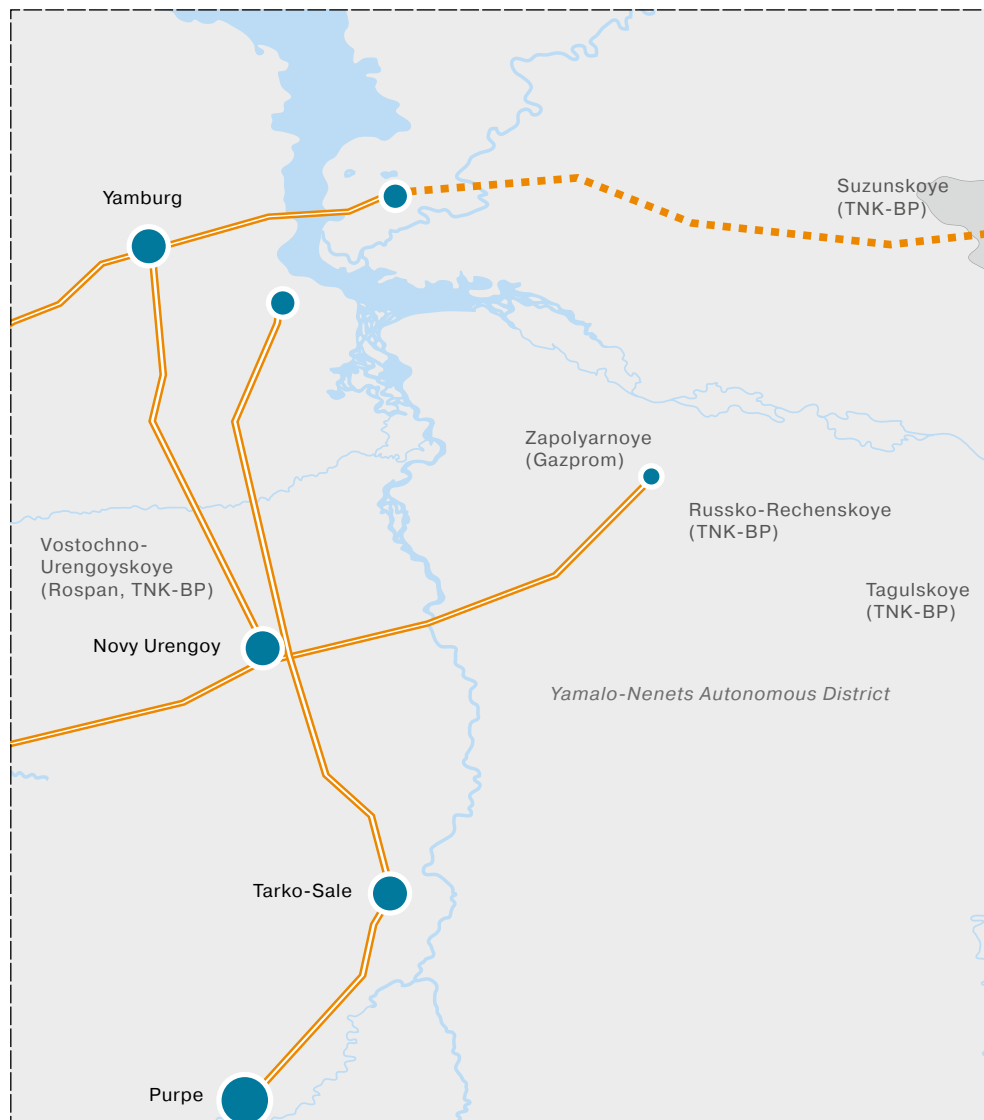 Suzunskoye
(TNK-BP)
Yamburg
Zapolyarnoye
(Gazprom)
Russko-Rechenskoye
(TNK-BP)
Vostochno-
Urengoyskoye
(Rospan, TNK-BP)
Tagulskoye
(TNK-BP)
Novy Urengoy
Yamalo-Nenets Autonomous District
Tarko-Sale
Purpe